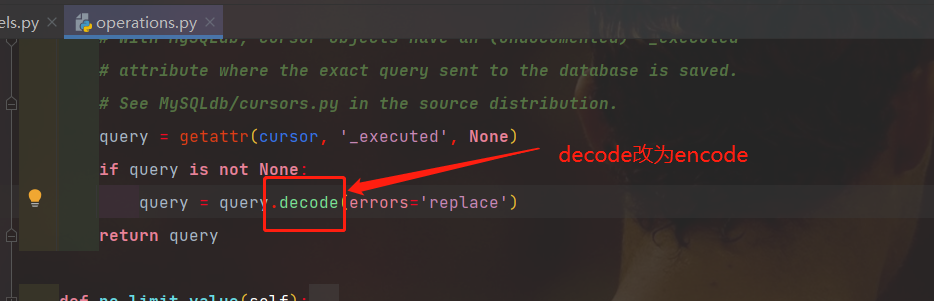 els.py operations.py
# with MySQLdb, cursor objects have an (undocumented) "_executed"
# attribute where the exact query sent to the database is saved.
# See MySQLdb/cursors.py in the source distribution.
query = getattr(cursor, '_executed', None)
if query is not None:
decode改为encode
query = query.decode(errors='replace')
return query
def no_limit_value(self):